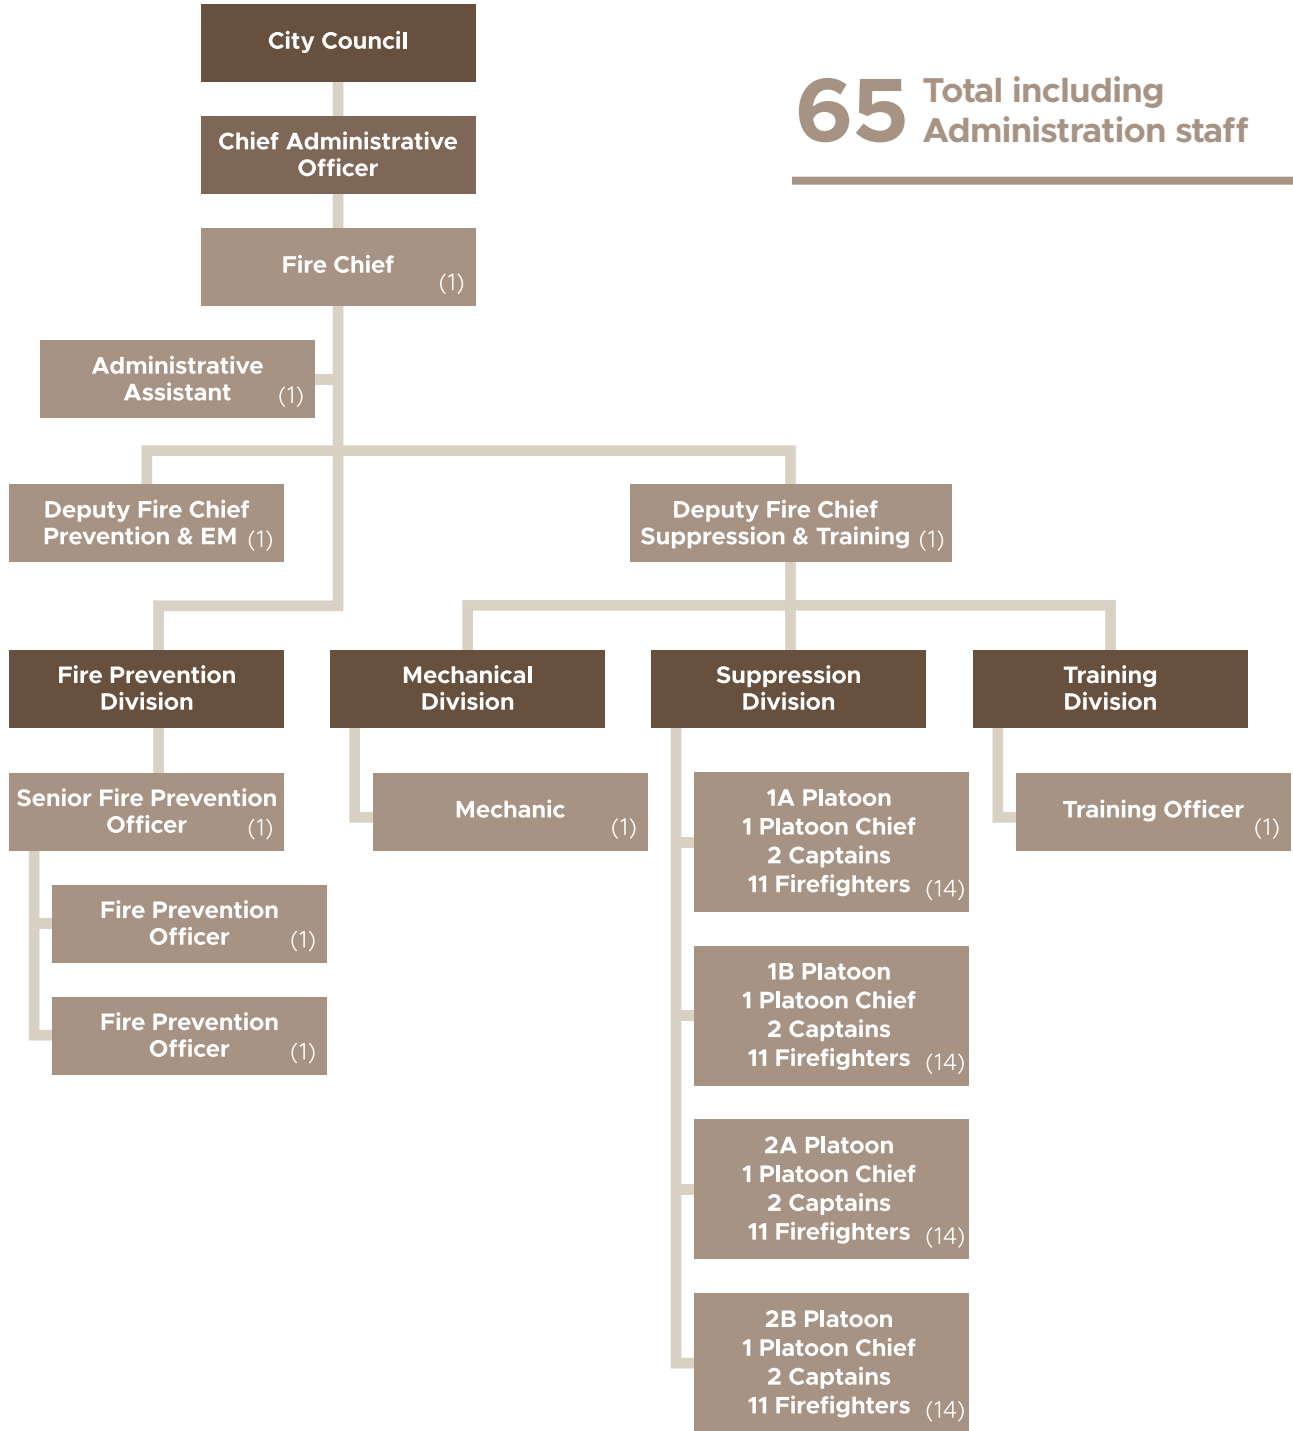 City Council
65 Total including
Administration staff
Chief Administrative
Officer
Fire Chief
(1)
Administrative
Assistant (1)
Deputy Fire Chief
Prevention & EM (1)
Deputy Fire Chief
Suppression & Training (1)
Fire Prevention
Division
Mechanical
Division
Suppression
Division
Training
Division
Senior Fire Prevention
Officer (1)
Fire Prevention
Officer (1)
Fire Prevention
Officer (1)
Mechanic
(1)
1A Platoon
1 Platoon Chief
2 Captains
11 Firefighters (14)
1B Platoon
1 Platoon Chief
2 Captains
11 Firefighters (14)
2A Platoon
1 Platoon Chief
2 Captains
11 Firefighters (14)
2B Platoon
1 Platoon Chief
2 Captains
11 Firefighters (14)
Training Officer
(1)